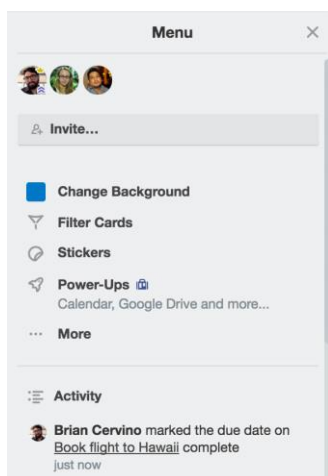 Menu
Invite...
Change Background
Filter Cards
Stickers
Power-Ups
Calendar, Google Drive and more...
More
Activity
Brian Cervino marked the due date on
Book flight to Hawaii complete
just now